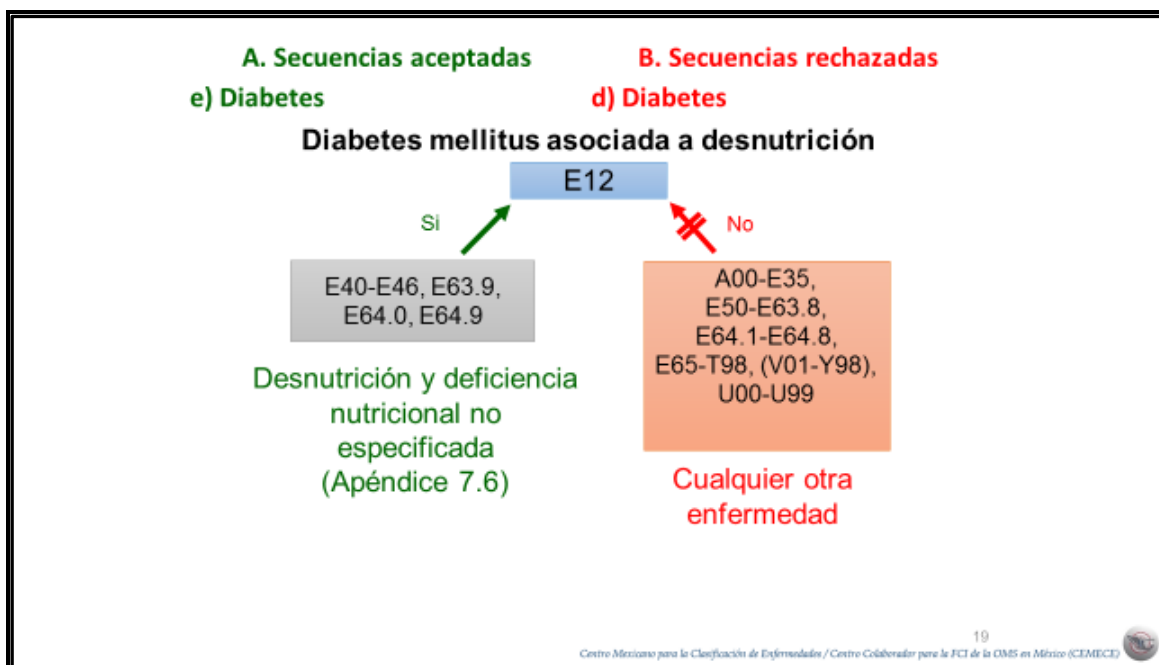 A. Secuencias aceptadas
B. Secuencias rechazadas
e) Diabetes
d) Diabetes
Diabetes mellitus asociada a desnutrición
E12
Si
No
E40-E46, E63.9,
E64.0, E64.9
Desnutrición y deficiencia
nutricional no
especificada
(Apéndice 7.6)
A00-E35,
E50-E63.8,
E64.1-E64.8,
E65-T98, (V01-Y98),
U00-U99
Cualquier otra
enfermedad
19
Centro Mexicano para la Clasificación de Enfermedades / Centro Colaborador para la FCI de la OMS en México (CEMECE)